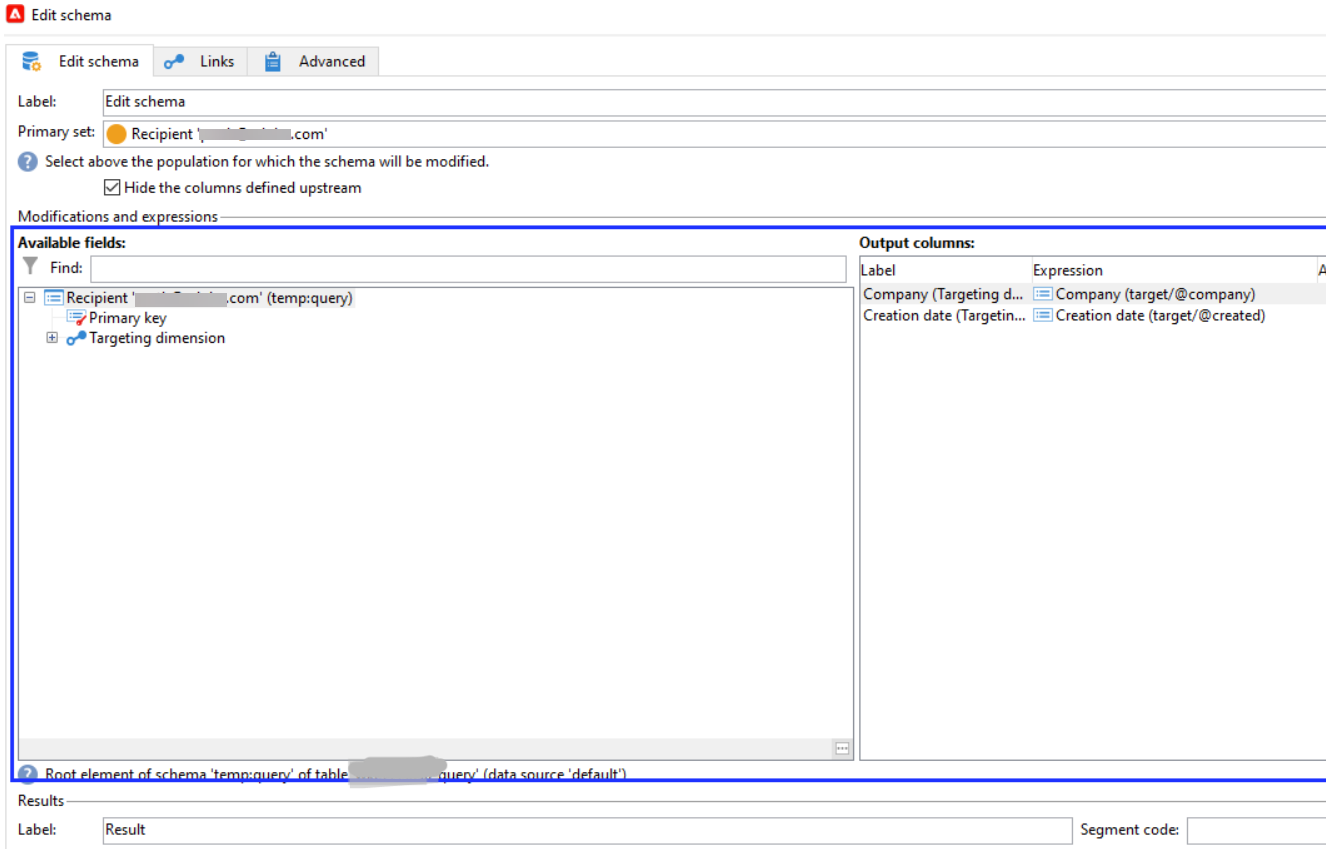 Edit schema
Edit schema Links Advanced
Label: Edit schema
Primary set: Recipient ' .com'
Select above the population for which the schema will be modified.
Hide the columns defined upstream
Modifications and expressions
Available fields: Output columns:
Find: Label Expression A
Recipient ' .com' (temp:query) Company (Targeting d... Company (target/@company)
Primary key Creation date (Targetin... Creation date (target/@created)
Targeting dimension
Root element of schema 'temp:query' of table query' (data source 'default')
Results
Label: Result Segment code: